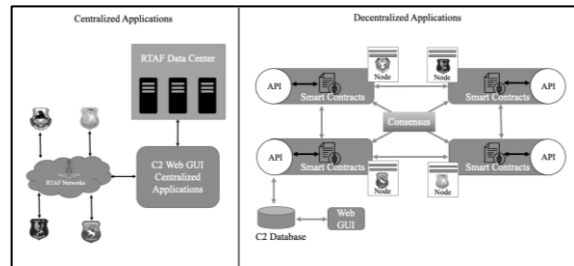 Centralized Applications
RTAF Data Center
RTAF Networks
C2 Web GUI
Centralized
Applications
Decentralized Applications
Node
Node
API
Smart Contracts
Smart Contracts
API
Consensus
API
Smart Contracts
Smart Contracts
API
Node
Node
C2 Database
Web
GUI